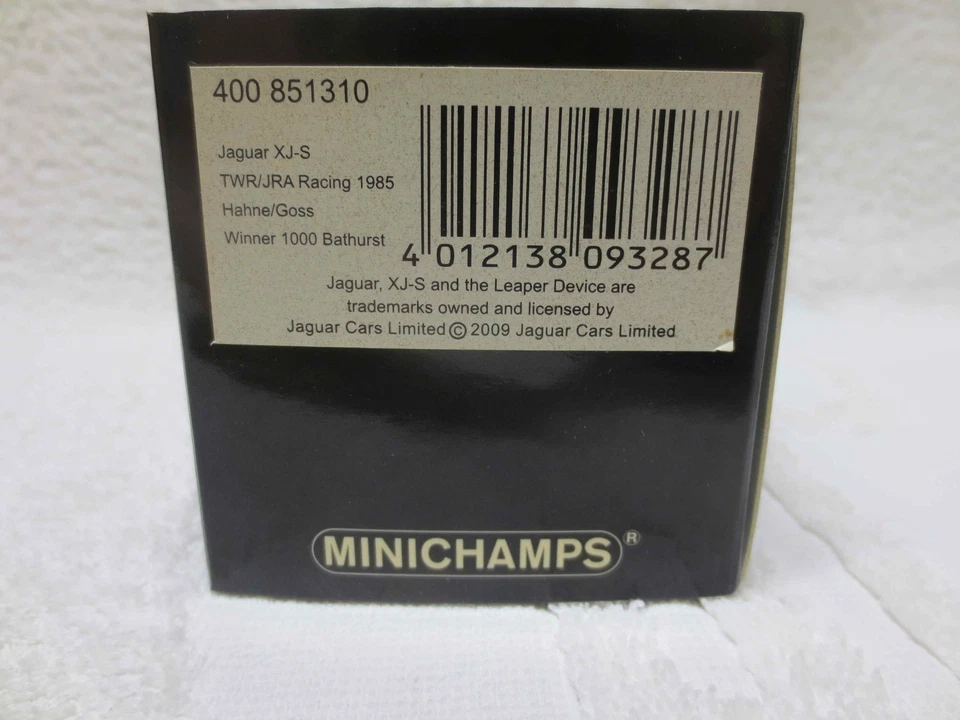 400 851310
Jaguar XJ-S
TWR/JRA Racing 1985
Hahne/Goss
Winner 1000 Bathurst
4 012138 093287
Jaguar, XJ-S and the Leaper Device are
trademarks owned and licensed by
Jaguar Cars Limited © 2009 Jaguar Cars Limited
MINICHAMPS®